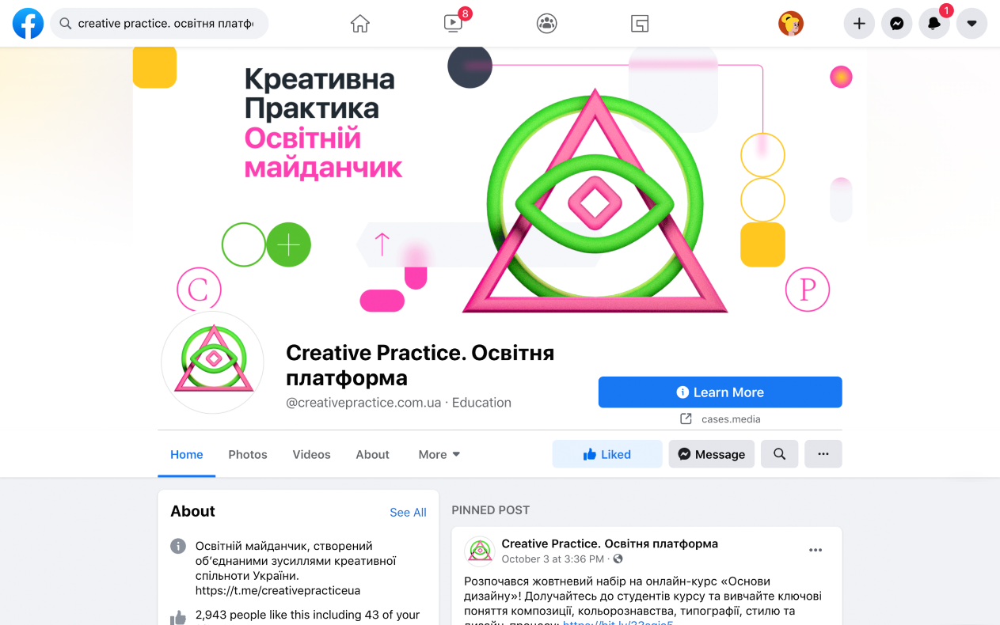 creative practice. освітня платф
8
1
Креативна
Практика
Освітній
майданчик
C
P
Creative Practice. Освітня
платформа
@creativepractice.com.ua · Education
Learn More
cases.media
Home
Photos
Videos
About
More
Liked
Message
About
See All
Освітній майданчик, створений
об’єднаними зусиллями креативної
спільноти України.
https://t.me/creativepracticeua
2,943 people like this including 43 of your
PINNED POST
Creative Practice. Освітня платформа
October 3 at 3:36 PM ·
Розпочався жовтневий набір на онлайн-курс «Основи
дизайну»! Долучайтесь до студентів курсу та вивчайте ключові
поняття композиції, кольорознавства, типографії, стилю та